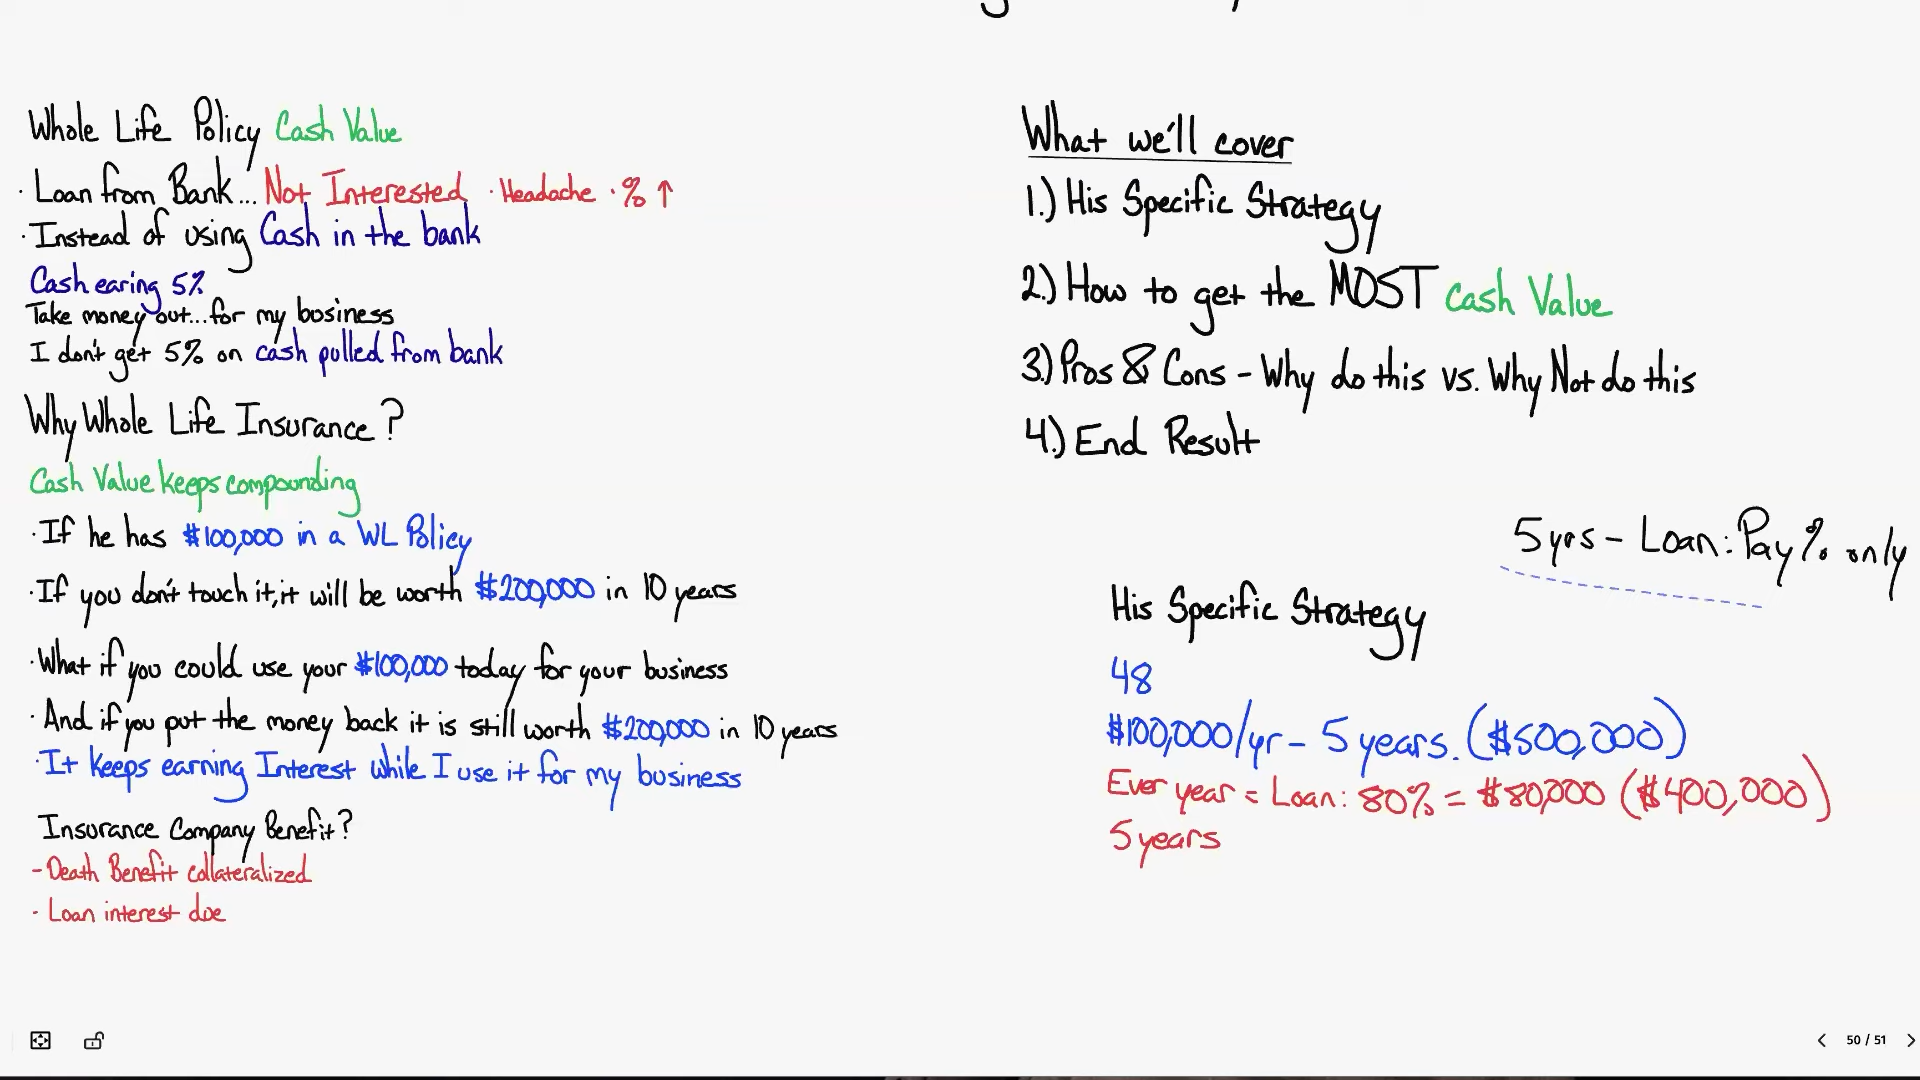 Whole Life Policy Cash Value
· Loan from Bank... Not Interested · Headache · % ↑
· Instead of using Cash in the bank
Cash earing 5%
Take money out...for my business
I don't get 5% on cash pulled from bank
Why Whole Life Insurance?
Cash Value keeps compounding
· If he has $100,000 in a WL Policy
· If you don't touch it, it will be worth $200,000 in 10 years
· What if you could use your $100,000 today for your business
· And if you put the money back it is still worth $200,000 in 10 years
· It keeps earning Interest while I use it for my business
Insurance Company Benefit?
- Death Benefit collateralized
- Loan interest due
What we'll cover
1.) His Specific Strategy
2.) How to get the MOST Cash Value
3.) Pros & Cons - Why do this vs. Why Not do this
4.) End Result
5 yrs - Loan: Pay % only
His Specific Strategy
48
$100,000/yr - 5 years. ($500,000)
Ever year = Loan: 80% = $80,000 ($400,000)
5 years
50 / 51